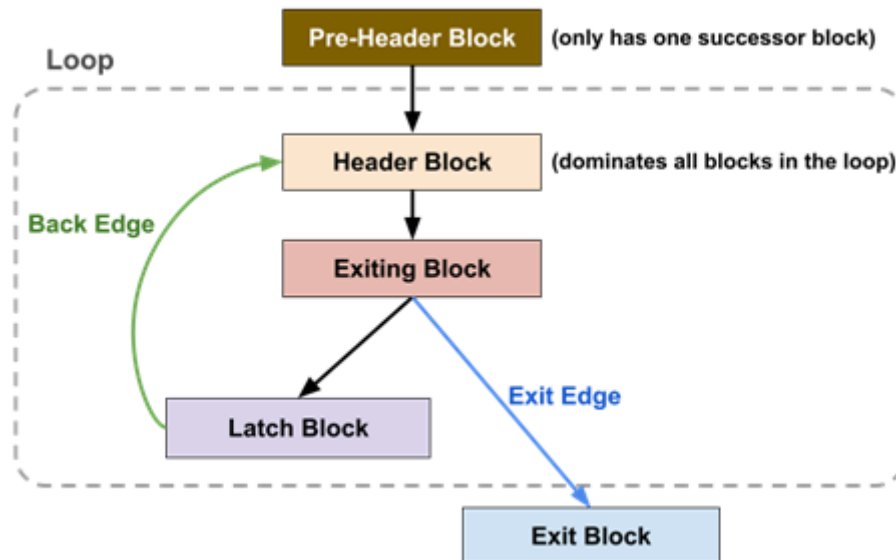 Pre-Header Block
(only has one successor block)
Loop
Header Block
(dominates all blocks in the loop)
Back Edge
Exiting Block
Exit Edge
Latch Block
Exit Block